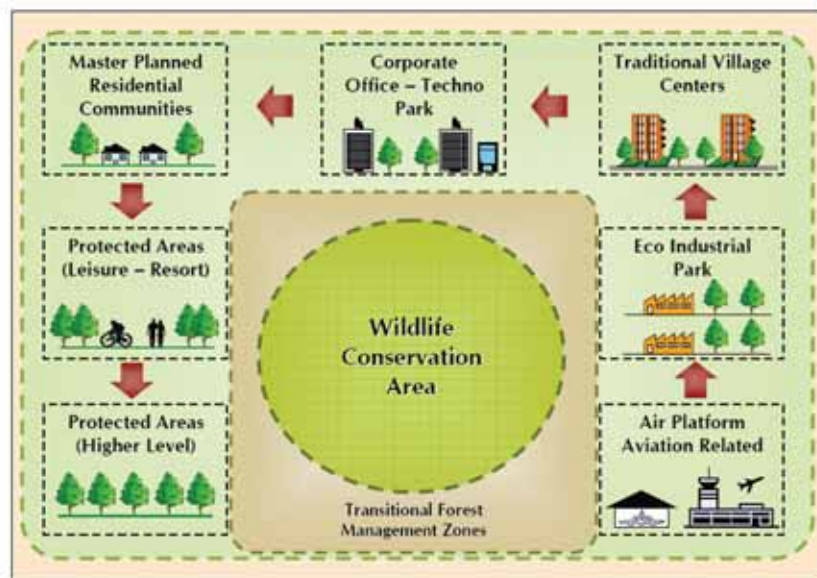 Master Planned
Residential
Communities
Corporate
Office – Techno
Park
Traditional Village
Centers
Protected Areas
(Leisure – Resort)
Wildlife
Conservation
Area
Eco Industrial
Park
Protected Areas
(Higher Level)
Air Platform
Aviation Related
Transitional Forest
Management Zones